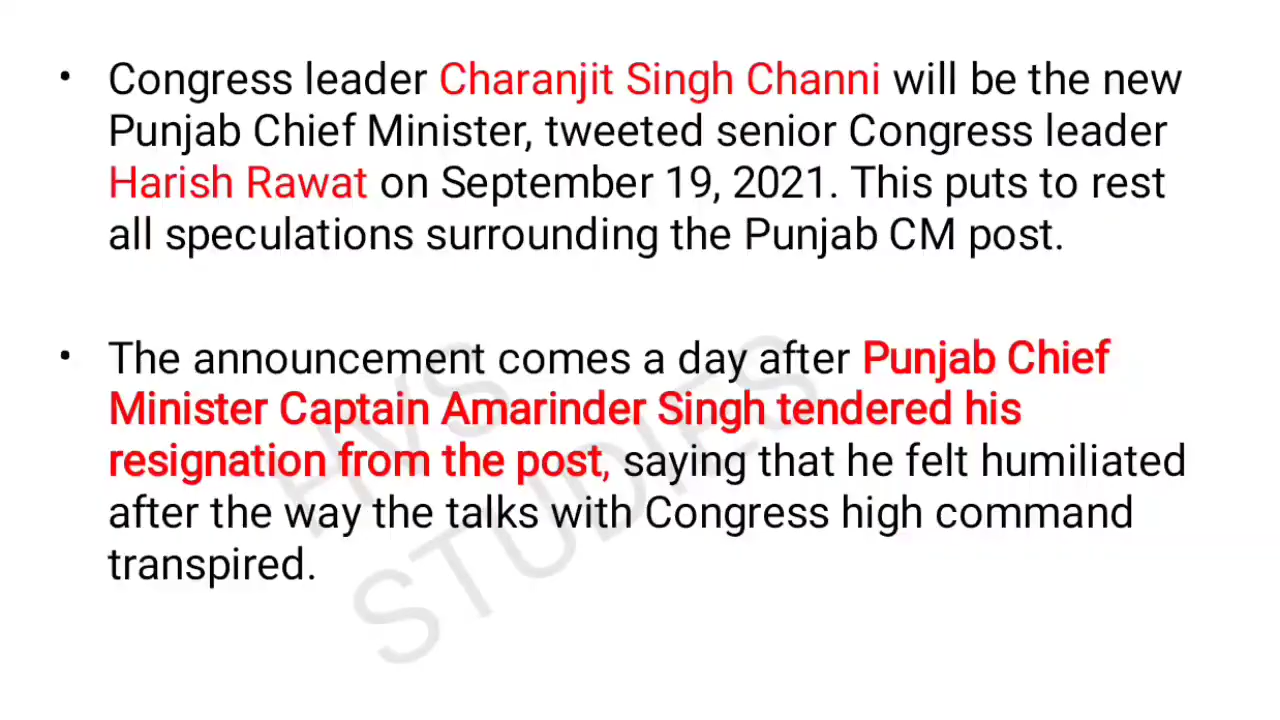 • Congress leader Charanjit Singh Channi will be the new
Punjab Chief Minister, tweeted senior Congress leader
Harish Rawat on September 19, 2021. This puts to rest
all speculations surrounding the Punjab CM post.
• The announcement comes a day after Punjab Chief
Minister Captain Amarinder Singh tendered his
resignation from the post, saying that he felt humiliated
after the way the talks with Congress high command
transpired.
HVS
STUDIES